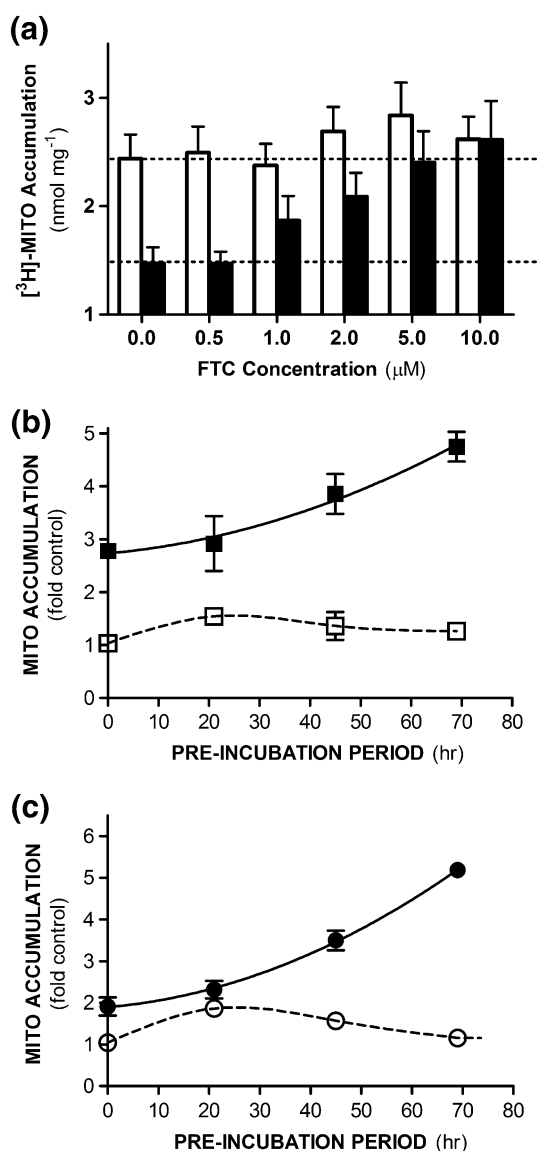 (a)
[³H]-MITO Accumulation
(nmol mg⁻¹)
3
2
1
0.0 0.5 1.0 2.0 5.0 10.0
FTC Concentration (μM)
(b)
MITO ACCUMULATION
(fold control)
5
4
3
2
1
0
0 10 20 30 40 50 60 70 80
PRE-INCUBATION PERIOD (hr)
(c)
MITO ACCUMULATION
(fold control)
6
5
4
3
2
1
0
0 10 20 30 40 50 60 70 80
PRE-INCUBATION PERIOD (hr)